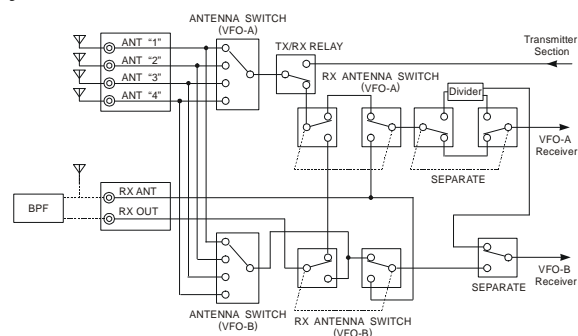 ANTENNA SWITCH
(VFO-A)
ANT "1"
ANT "2"
ANT "3"
ANT "4"
TX/RX RELAY
Transmitter
Section
RX ANTENNA SWITCH
(VFO-A)
Divider
VFO-A
Receiver
SEPARATE
RX ANT
BPF
RX OUT
VFO-B
Receiver
SEPARATE
ANTENNA SWITCH
(VFO-B)
RX ANTENNA SWITCH
(VFO-B)